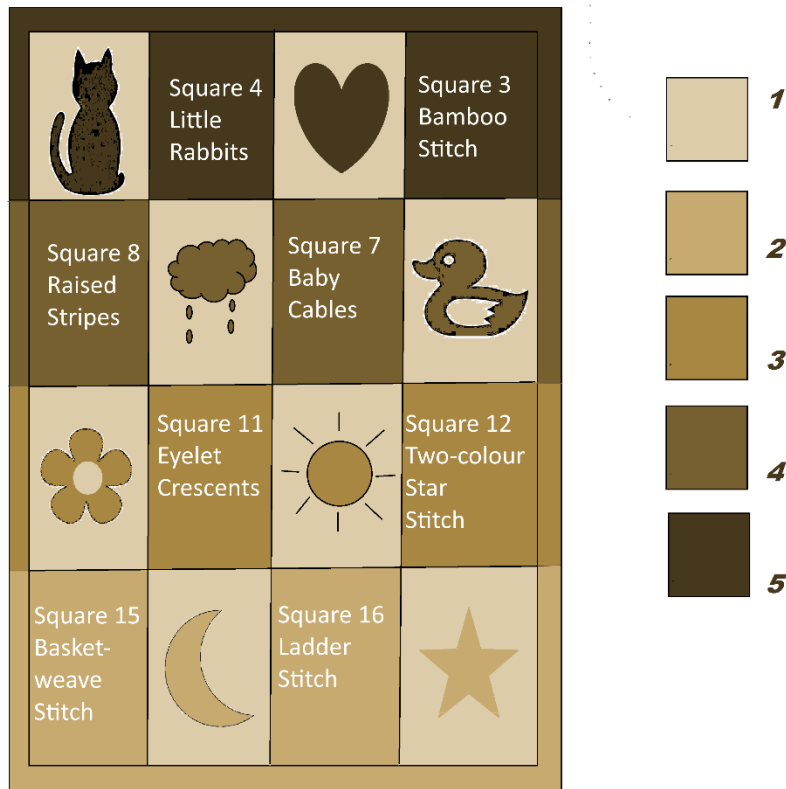 Square 4
Little
Rabbits
Square 3
Bamboo
Stitch
Square 8
Raised
Stripes
Square 7
Baby
Cables
Square 11
Eyelet
Crescents
Square 12
Two-colour
Star
Stitch
Square 15
Basket-
weave
Stitch
Square 16
Ladder
Stitch
1
2
3
4
5